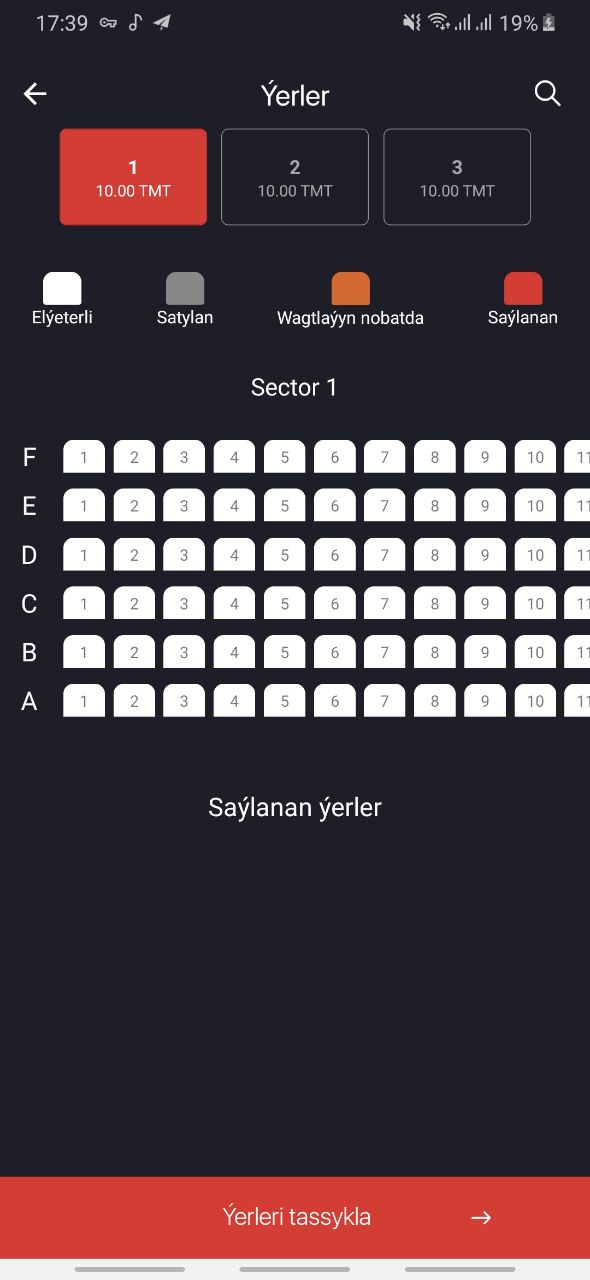 17:39 19%
Ýerler
1 2 3
10.00 TMT 10.00 TMT 10.00 TMT
Elýeterli Satylan Wagtlaýyn nobatda Saýlanan
Sector 1
F 1 2 3 4 5 6 7 8 9 10 11
E 1 2 3 4 5 6 7 8 9 10 11
D 1 2 3 4 5 6 7 8 9 10 11
C 1 2 3 4 5 6 7 8 9 10 11
B 1 2 3 4 5 6 7 8 9 10 11
A 1 2 3 4 5 6 7 8 9 10 11
Saýlanan ýerler
Ýerleri tassykla →